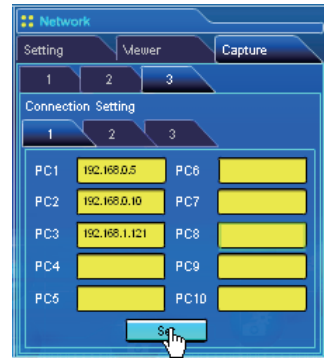 Network
Setting Viewer Capture
1 2 3
Connection Setting
1 2 3
PC1 192.168.0.5 PC6
PC2 192.168.0.10 PC7
PC3 192.168.1.121 PC8
PC4 PC9
PC5 PC10